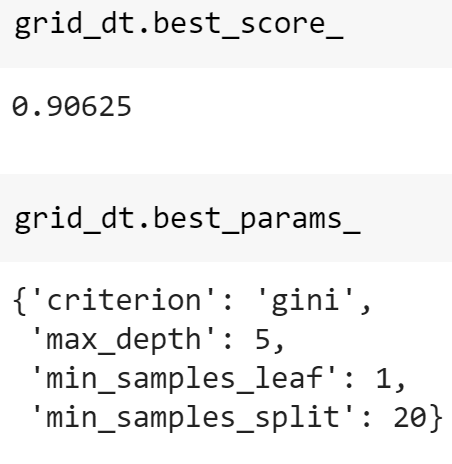 grid_dt.best_score_
0.90625
grid_dt.best_params_
{'criterion': 'gini',
 'max_depth': 5,
 'min_samples_leaf': 1,
 'min_samples_split': 20}